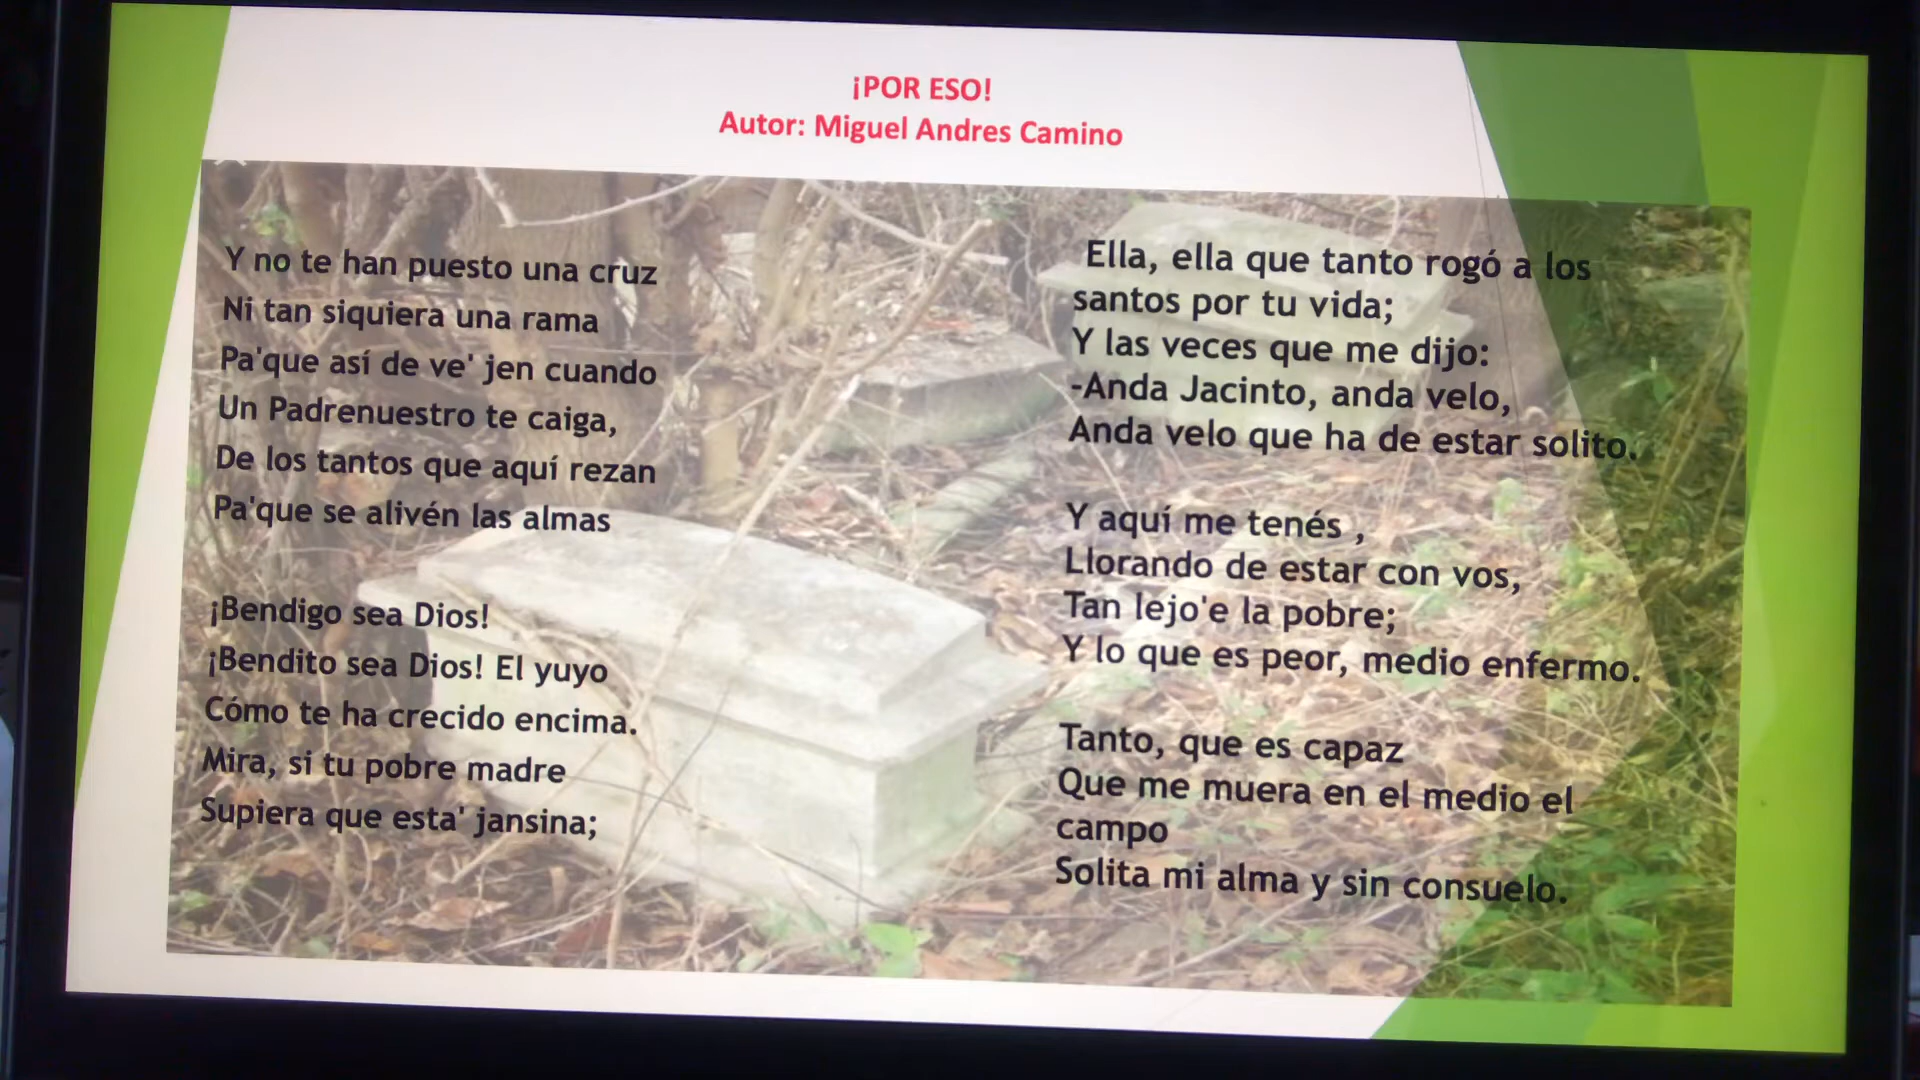 ¡POR ESO!
Autor: Miguel Andres Camino
Y no te han puesto una cruz
Ni tan siquiera una rama
Pa'que así de ve' jen cuando
Un Padrenuestro te caiga,
De los tantos que aquí rezan
Pa'que se alivén las almas
¡Bendigo sea Dios!
¡Bendito sea Dios! El yuyo
Cómo te ha crecido encima.
Mira, si tu pobre madre
Supiera que esta' jansina;
Ella, ella que tanto rogó a los
santos por tu vida;
Y las veces que me dijo:
-Anda Jacinto, anda velo,
Anda velo que ha de estar solito.
Y aquí me tenés ,
Llorando de estar con vos,
Tan lejo'e la pobre;
Y lo que es peor, medio enfermo.
Tanto, que es capaz
Que me muera en el medio el
campo
Solita mi alma y sin consuelo.